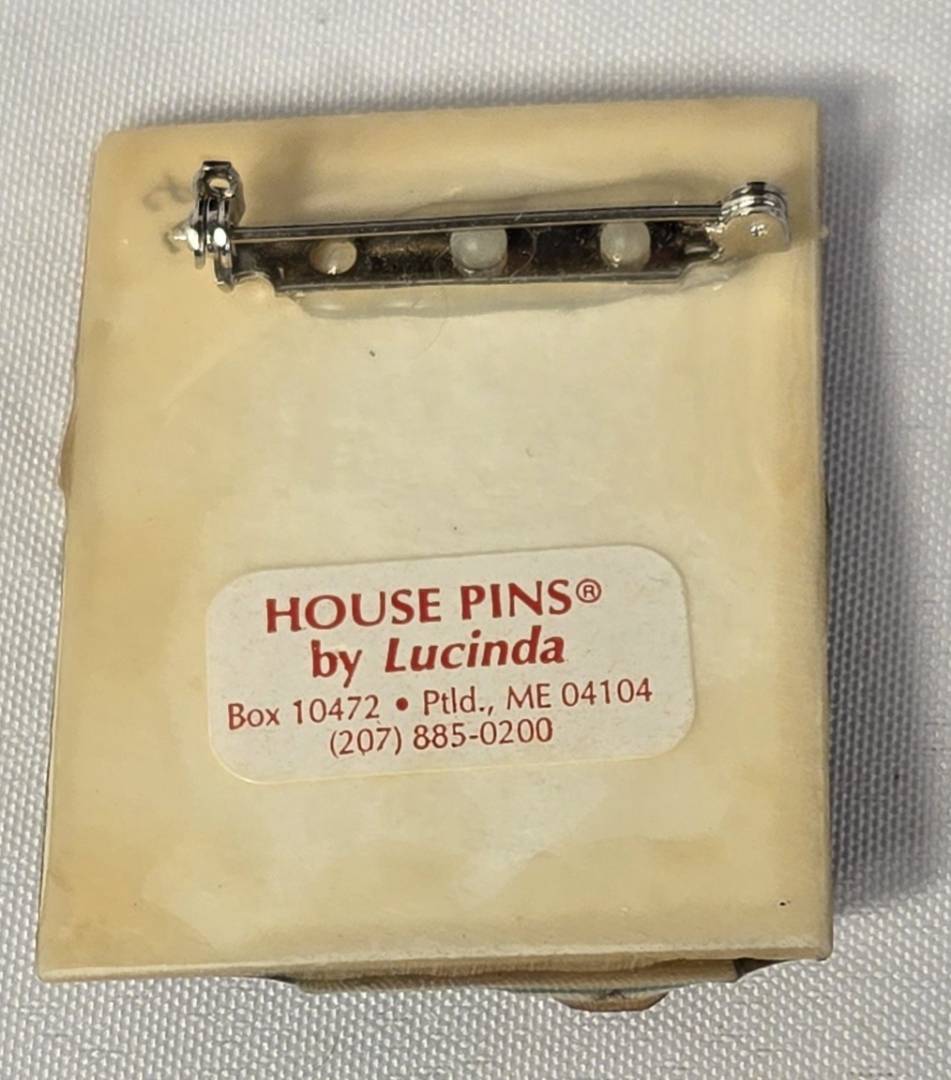 HOUSE PINS®
by Lucinda
Box 10472 • Ptld., ME 04104
(207) 885-0200